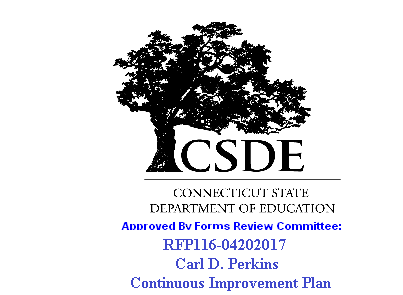 CSDE
CONNECTICUT STATE
DEPARTMENT OF EDUCATION
Approved By Forms Review Committee:
RFP116-04202017
Carl D. Perkins
Continuous Improvement Plan